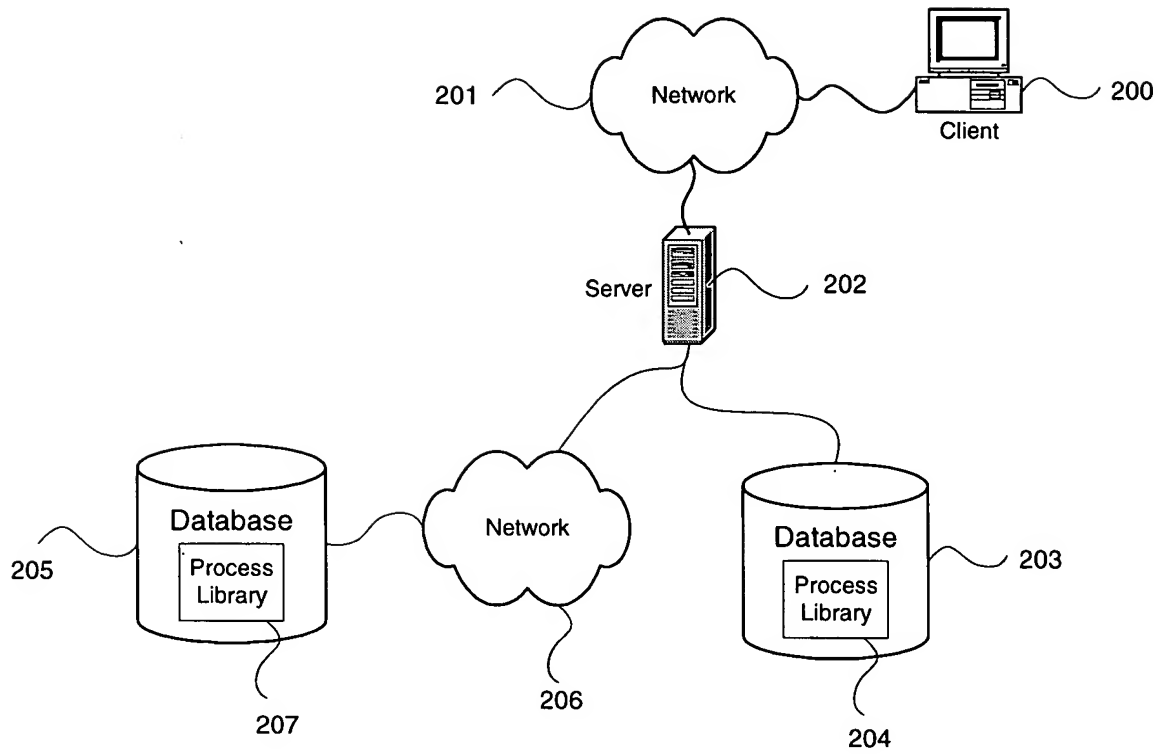 201
Network
200
Client
Server
202
Database
Process
Library
205
207
Network
206
Database
Process
Library
203
204